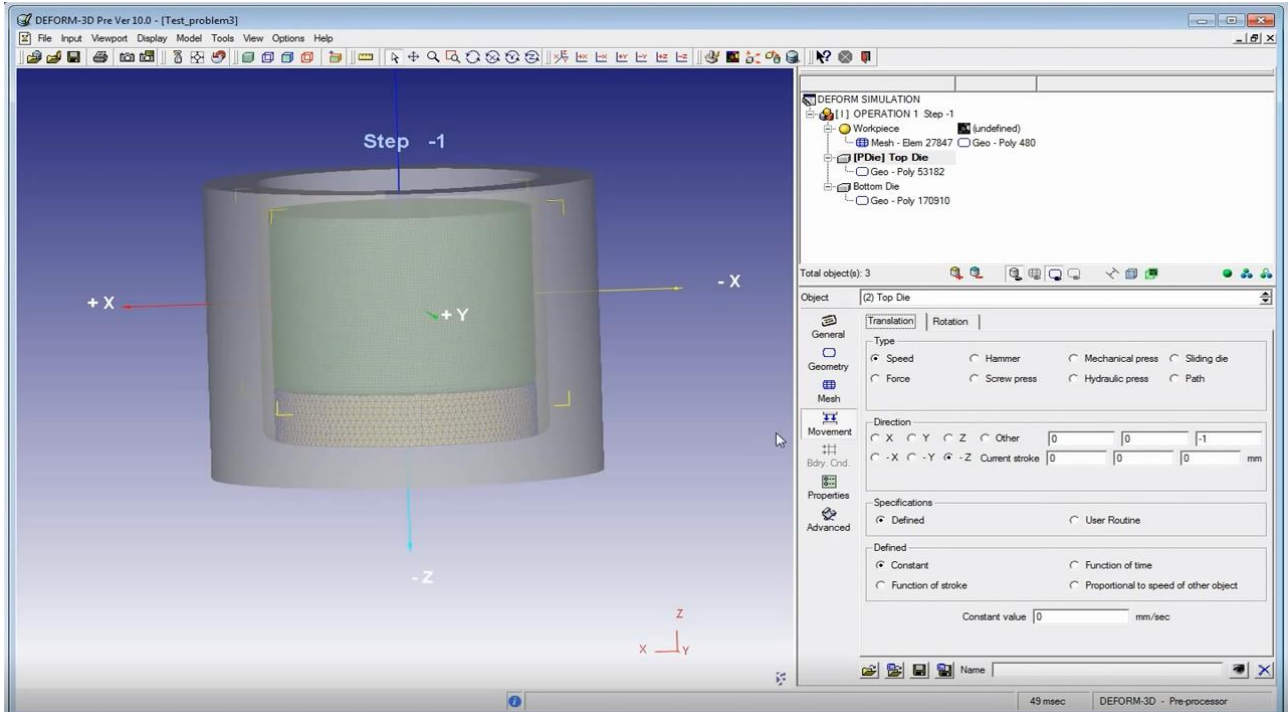 DEFORM-3D Pre Ver 10.0 - [Test_problem3]
File Input Viewport Display Model Tools View Options Help
Step -1
+ X
- X
+ Y
- Z
Z
X Y
DEFORM SIMULATION
[1] OPERATION 1 Step -1
Workpiece (undefined)
Mesh - Elem 27847 Geo - Poly 480
[PDie] Top Die
Geo - Poly 53182
Bottom Die
Geo - Poly 170910
Total object(s): 3
Object (2) Top Die
General
Geometry
Mesh
Movement
Bdry. Cnd.
Properties
Advanced
Translation Rotation
Type
Speed Hammer Mechanical press Sliding die
Force Screw press Hydraulic press Path
Direction
X Y Z Other 0 0 -1
-X -Y -Z Current stroke 0 0 0 mm
Specifications
Defined User Routine
Defined
Constant Function of time
Function of stroke Proportional to speed of other object
Constant value 0 mm/sec
Name
49 msec DEFORM-3D - Pre-processor